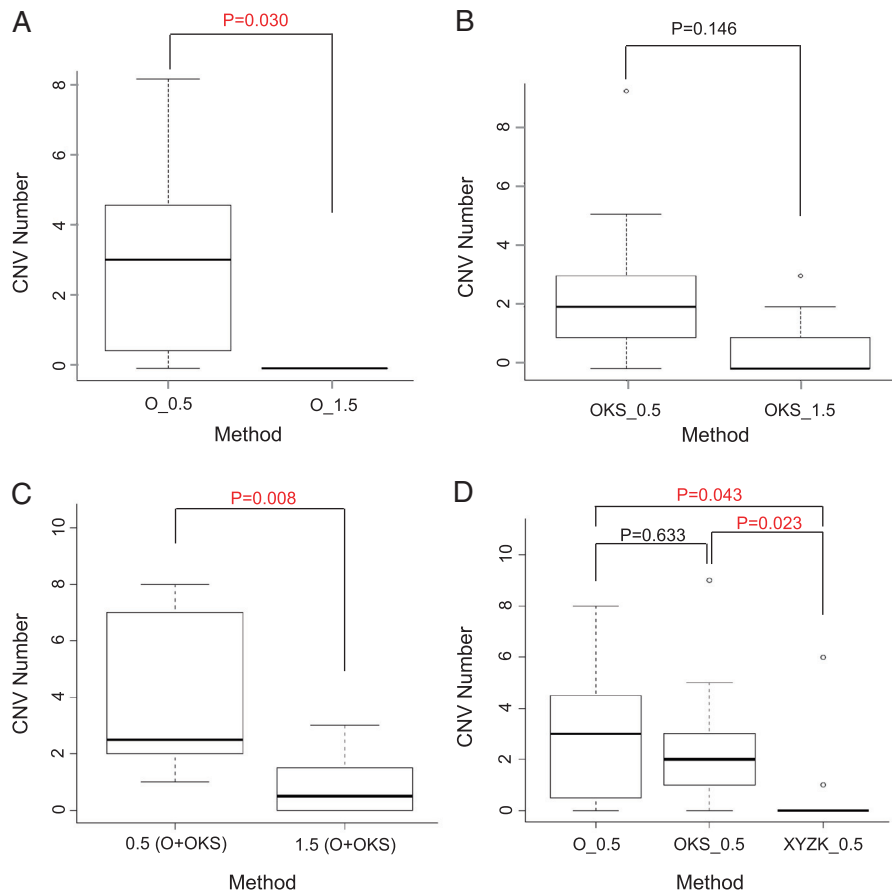 A
P=0.030
CNV Number
8
6
4
2
0
O_0.5
O_1.5
Method
B
P=0.146
CNV Number
8
6
4
2
0
OKS_0.5
OKS_1.5
Method
C
P=0.008
CNV Number
10
8
6
4
2
0
0.5 (O+OKS)
1.5 (O+OKS)
Method
D
P=0.043
P=0.633
P=0.023
CNV Number
10
8
6
4
2
0
O_0.5
OKS_0.5
XYZK_0.5
Method